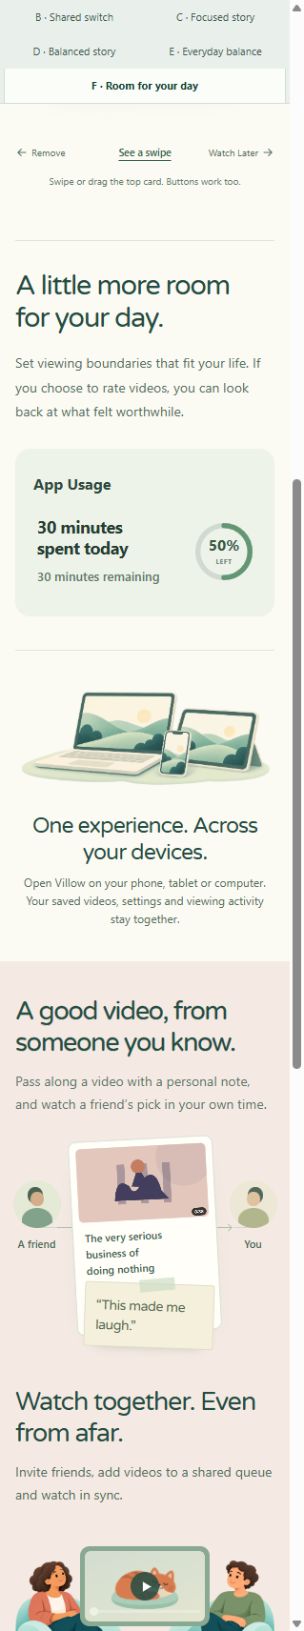 B · Shared switch
C · Focused story
D · Balanced story
E · Everyday balance
F · Room for your day
← Remove
See a swipe
Watch Later →
Swipe or drag the top card. Buttons work too.
A little more room
for your day.
Set viewing boundaries that fit your life. If
you choose to rate videos, you can look
back at what felt worthwhile.
App Usage
30 minutes
spent today
30 minutes remaining
50%
LEFT
One experience. Across
your devices.
Open Villow on your phone, tablet or computer.
Your saved videos, settings and viewing activity
stay together.
A good video, from
someone you know.
Pass along a video with a personal note,
and watch a friend's pick in your own time.
The very serious
business of
doing nothing
A friend
You
"This made me
laugh."
Watch together. Even
from afar.
Invite friends, add videos to a shared queue
and watch in sync.